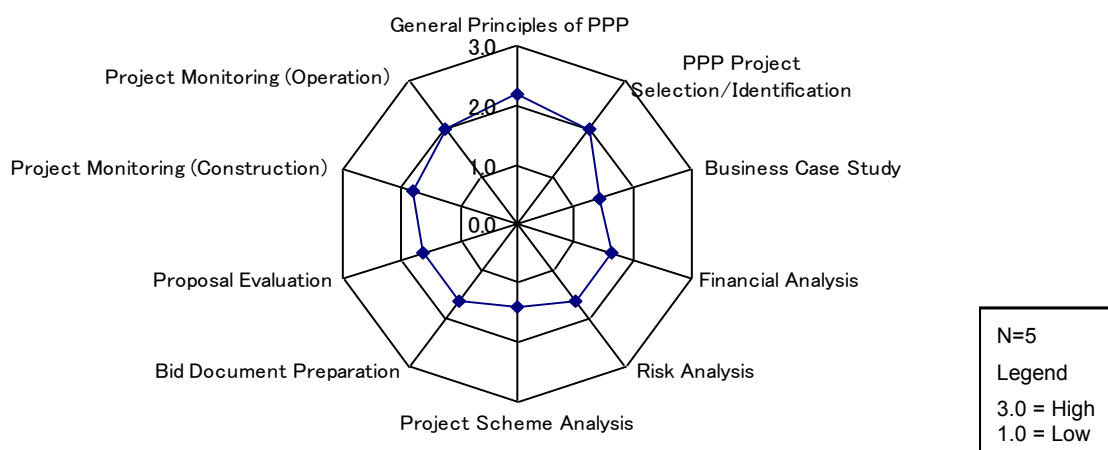 General Principles of PPP
3.0
PPP Project
Selection/Identification
Project Monitoring (Operation)
2.0
Business Case Study
Project Monitoring (Construction)
1.0
0.0
Proposal Evaluation
Financial Analysis
Bid Document Preparation
Risk Analysis
Project Scheme Analysis
N=5
Legend
3.0 = High
1.0 = Low